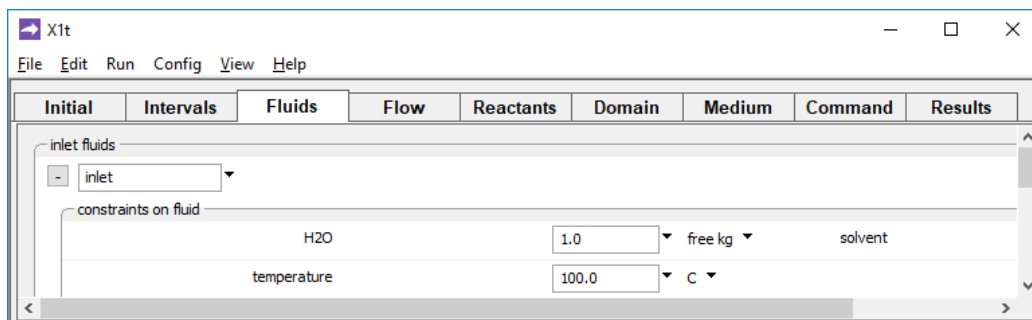 X1t
File Edit Run Config View Help
Initial Intervals Fluids Flow Reactants Domain Medium Command Results
inlet fluids
- inlet
constraints on fluid
H2O 1.0 free kg solvent
temperature 100.0 C